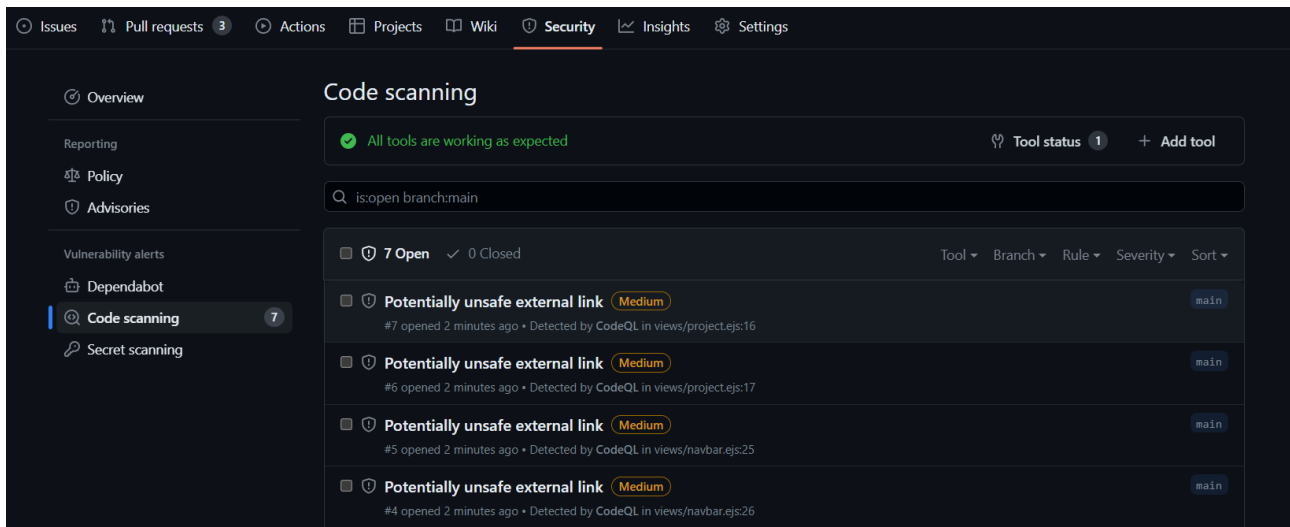 Issues Pull requests 3 Actions Projects Wiki Security Insights Settings
Overview
Reporting
Policy
Advisories
Vulnerability alerts
Dependabot
Code scanning 7
Secret scanning
Code scanning
All tools are working as expected Tool status 1 Add tool
is:open branch:main
7 Open 0 Closed Tool Branch Rule Severity Sort
Potentially unsafe external link Medium main
#7 opened 2 minutes ago • Detected by CodeQL in views/project.ejs:16
Potentially unsafe external link Medium main
#6 opened 2 minutes ago • Detected by CodeQL in views/project.ejs:17
Potentially unsafe external link Medium main
#5 opened 2 minutes ago • Detected by CodeQL in views/navbar.ejs:25
Potentially unsafe external link Medium main
#4 opened 2 minutes ago • Detected by CodeQL in views/navbar.ejs:26